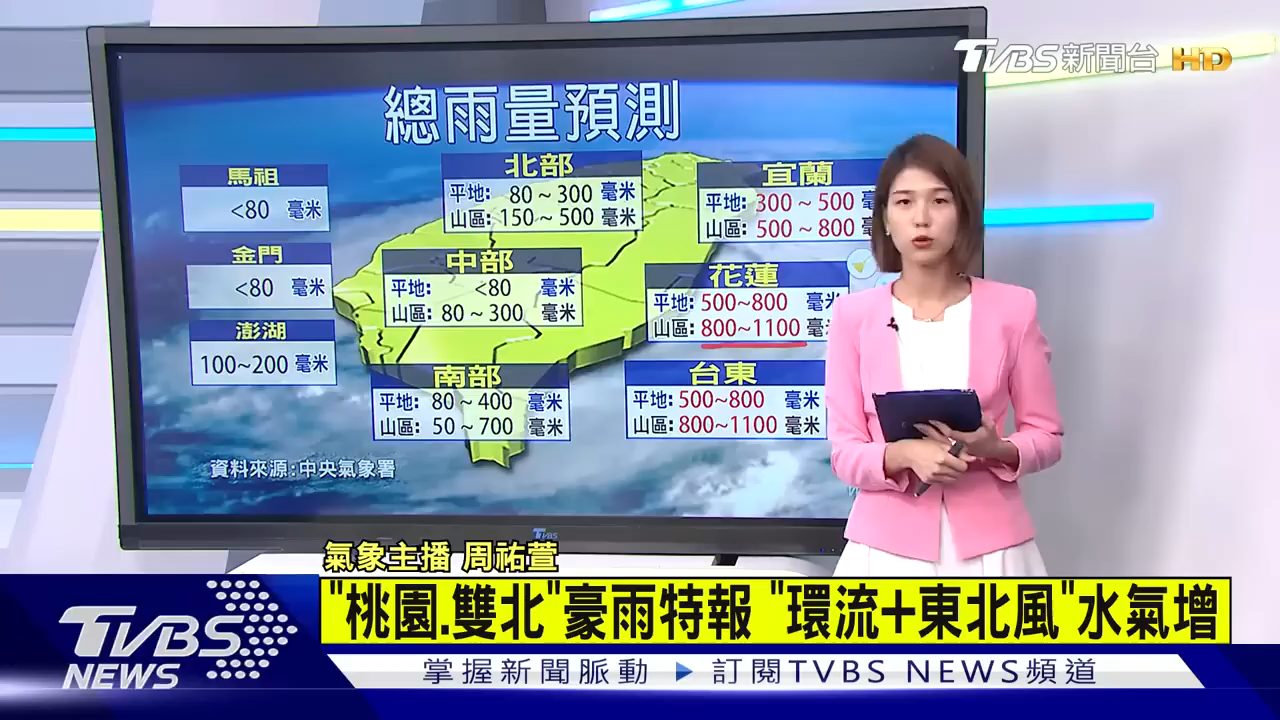 TVBS新聞台 HD
總雨量預測
馬祖
<80 毫米
金門
<80 毫米
澎湖
100~200 毫米
北部
平地: 80～300 毫米
山區: 150～500 毫米
中部
平地: <80 毫米
山區: 80～300 毫米
南部
平地: 80～400 毫米
山區: 50～700 毫米
宜蘭
平地: 300～500
山區: 500～800
花蓮
平地: 500~800 毫米
山區: 800~1100 毫
台東
平地: 500~800 毫米
山區: 800~1100 毫米
資料來源:中央氣象署
TVBS
氣象主播 周祐萱
"桃園.雙北"豪雨特報 "環流+東北風"水氣增
TVBS
NEWS
掌握新聞脈動 ▶ 訂閱TVBS NEWS頻道